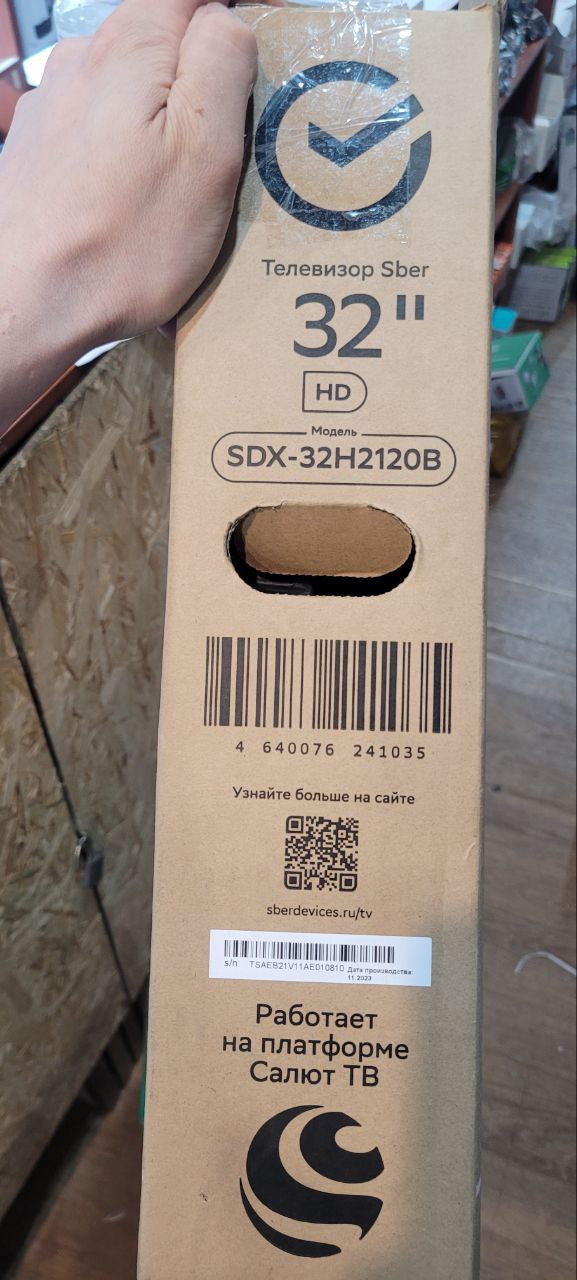 Телевизор Sber
32"
HD
Модель
SDX-32H2120B
4 640076 241035
Узнайте больше на сайте
sberdevices.ru/tv
s/n: TSAEB21V11AE010810 Дата производства:
11.2023
Работает
на платформе
Салют ТВ